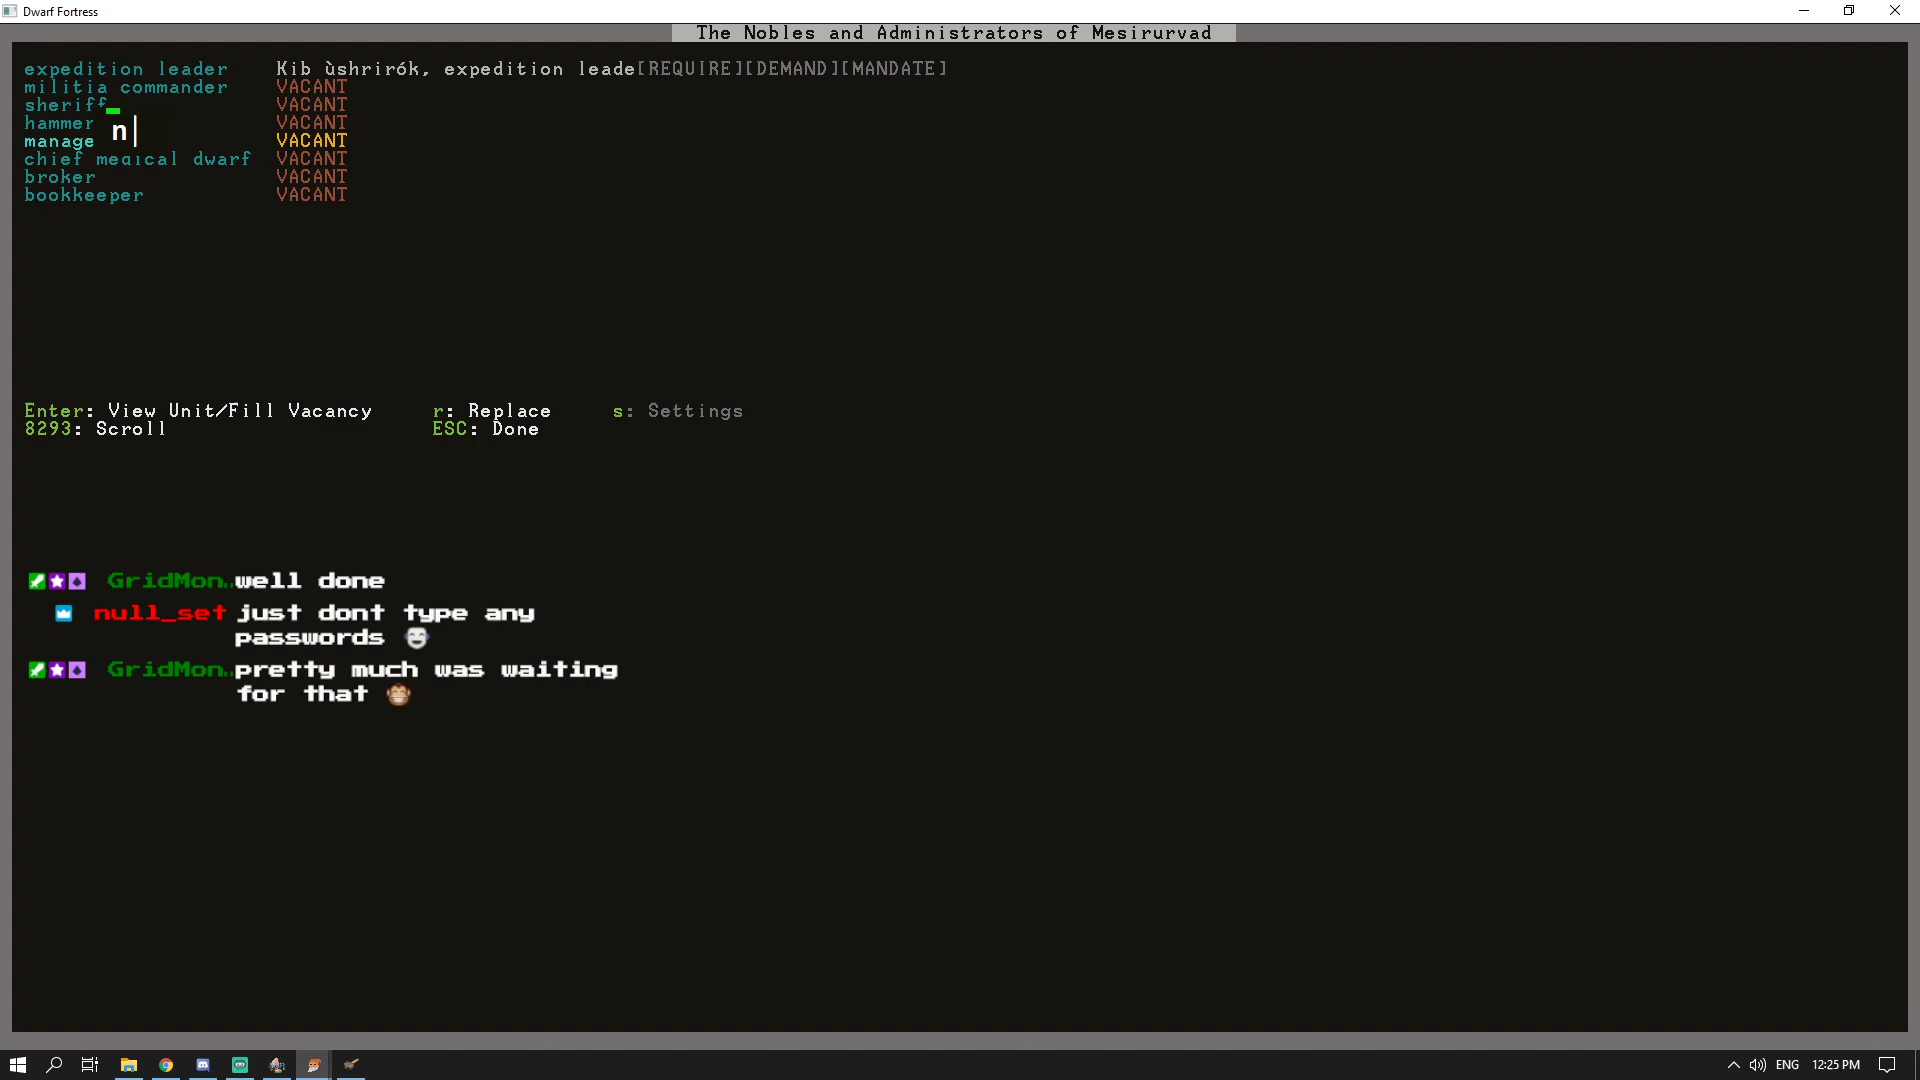 Dwarf Fortress
The Nobles and Administrators of Mesirurvad
expedition leader Kib ùshrirók, expedition leade[REQUIRE][DEMAND][MANDATE]
militia commander VACANT
sheriff VACANT
hammer VACANT
n
manage VACANT
chief medical dwarf VACANT
broker VACANT
bookkeeper VACANT
Enter: View Unit/Fill Vacancy r: Replace s: Settings
8293: Scroll ESC: Done
GridMon.. well done
null_set just dont type any
passwords
GridMon.. pretty much was waiting
for that
ENG 12:25 PM